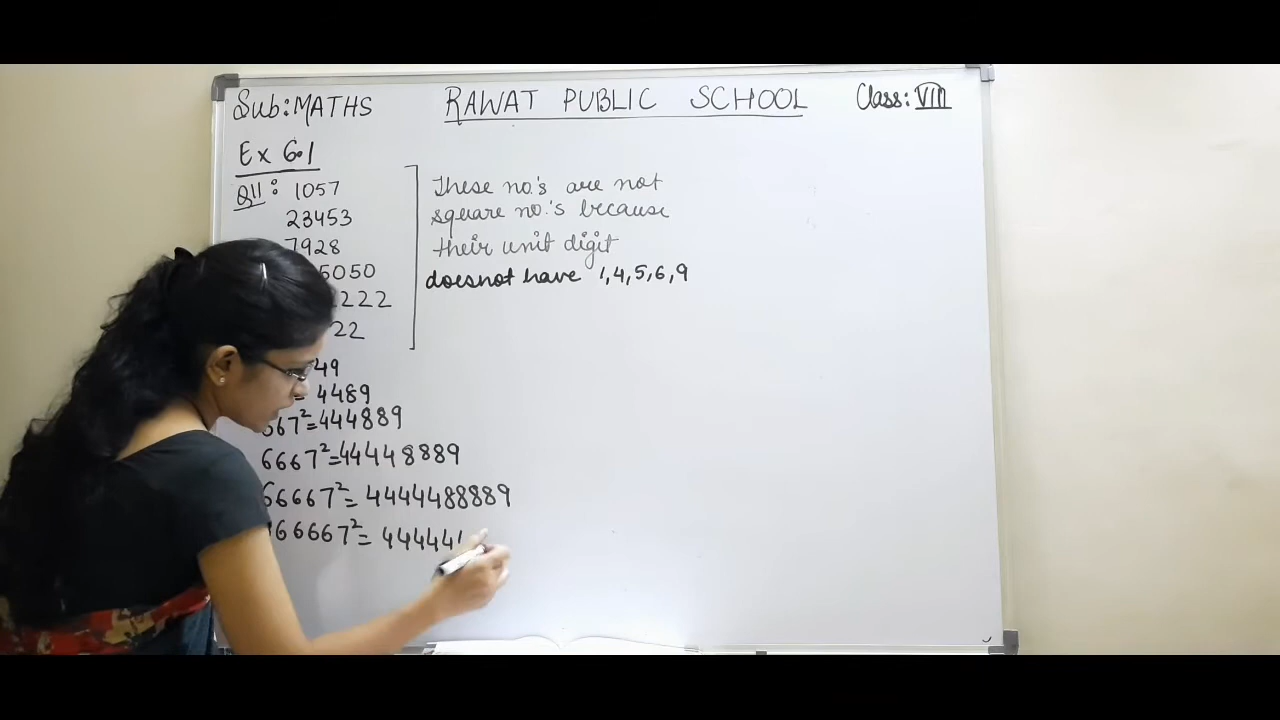 Sub: MATHS RAWAT PUBLIC SCHOOL Class: VIII
Ex 6.1
Q11: 1057
23453
7928
5050
222
22
These no.'s are not
square no.'s because
their unit digit
doesnot have 1,4,5,6,9
49
= 4489
667²=444889
6667²=44448889
66667²= 4444488889
666667²= 44444